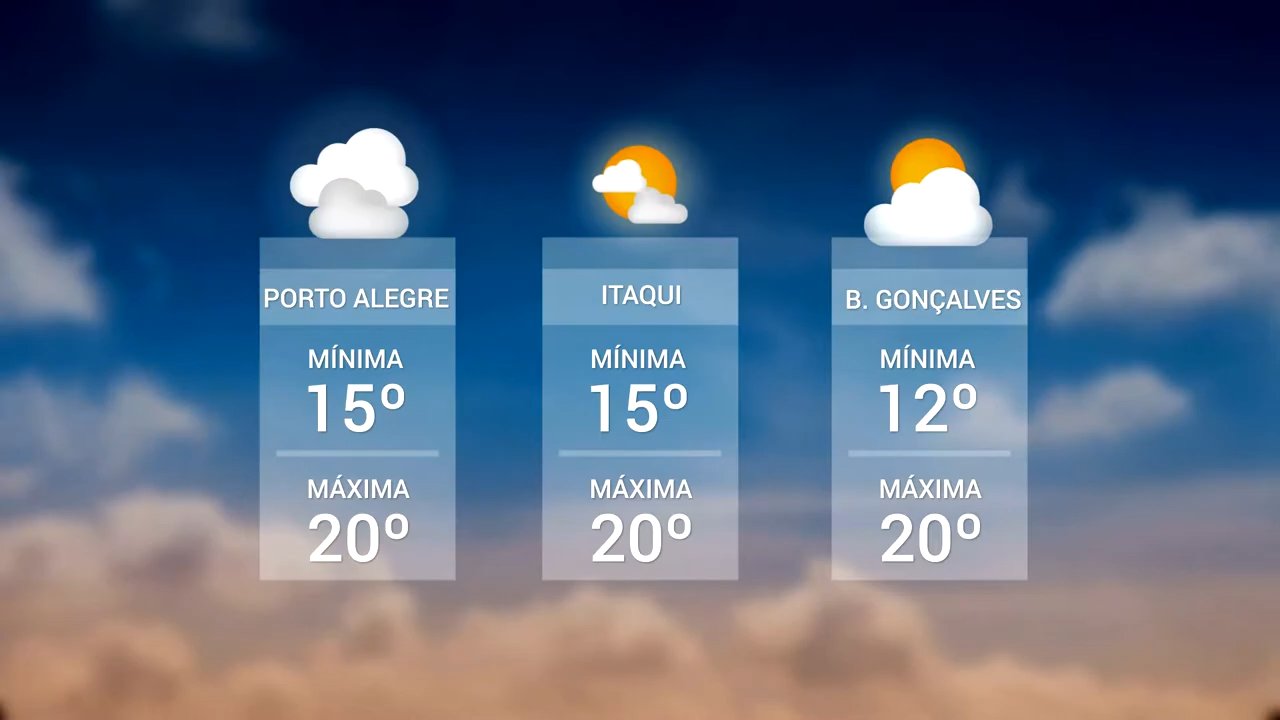 PORTO ALEGRE
MÍNIMA
15º
MÁXIMA
20º
ITAQUI
MÍNIMA
15º
MÁXIMA
20º
B. GONÇALVES
MÍNIMA
12º
MÁXIMA
20º